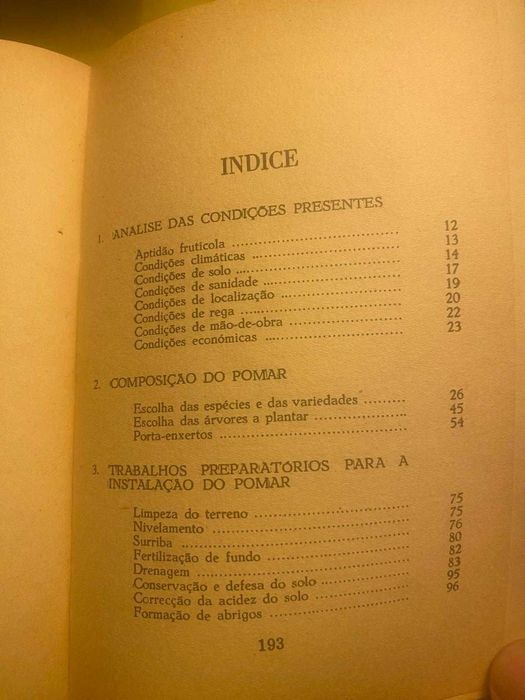 INDICE
1. ANALISE DAS CONDIÇÕES PRESENTES
Aptidão frutícola .......... 12
Condições climáticas .......... 13
Condições de solo .......... 14
Condições de sanidade .......... 17
Condições de localização .......... 19
Condições de rega .......... 20
Condições de mão-de-obra .......... 22
Condições económicas .......... 23
2. COMPOSIÇÃO DO POMAR
Escolha das espécies e das variedades .......... 26
Escolha das árvores a plantar .......... 45
Porta-enxertos .......... 54
3. TRABALHOS PREPARATÓRIOS PARA A
INSTALAÇÃO DO POMAR
Limpeza do terreno .......... 75
Nivelamento .......... 75
Surriba .......... 76
Fertilização de fundo .......... 80
Drenagem .......... 82
Conservação e defesa do solo .......... 83
Correcção da acidez do solo .......... 95
Formação de abrigos .......... 96
193